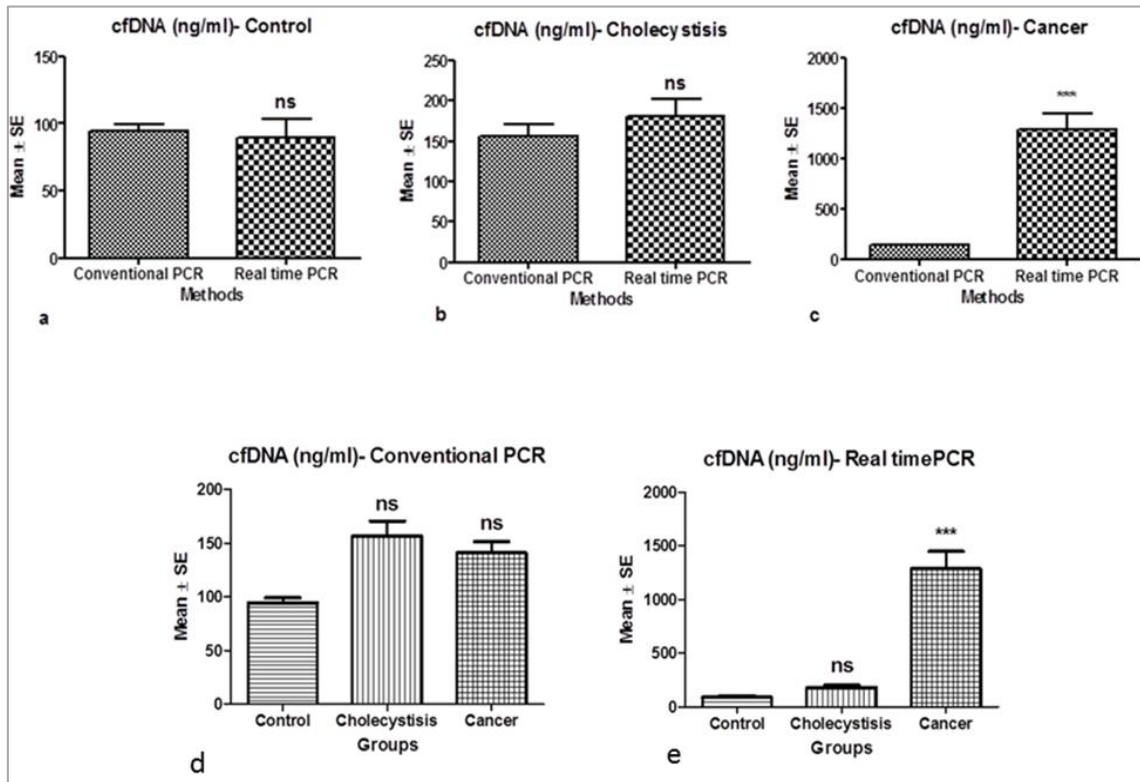 cfDNA (ng/ml)- Control
150
100
50
0
Mean ± SE
ns
Conventional PCR Real time PCR
Methods
a
cfDNA (ng/ml)- Cholecystisis
250
200
150
100
50
0
Mean ± SE
ns
Conventional PCR Real time PCR
Methods
b
cfDNA (ng/ml)- Cancer
2000
1500
1000
500
0
Mean ± SE
***
Conventional PCR Real time PCR
Methods
c
cfDNA (ng/ml)- Conventional PCR
200
150
100
50
0
Mean ± SE
ns
ns
Control Cholecystisis Cancer
Groups
d
cfDNA (ng/ml)- Real timePCR
2000
1500
1000
500
0
Mean ± SE
ns
***
Control Cholecystisis Cancer
Groups
e